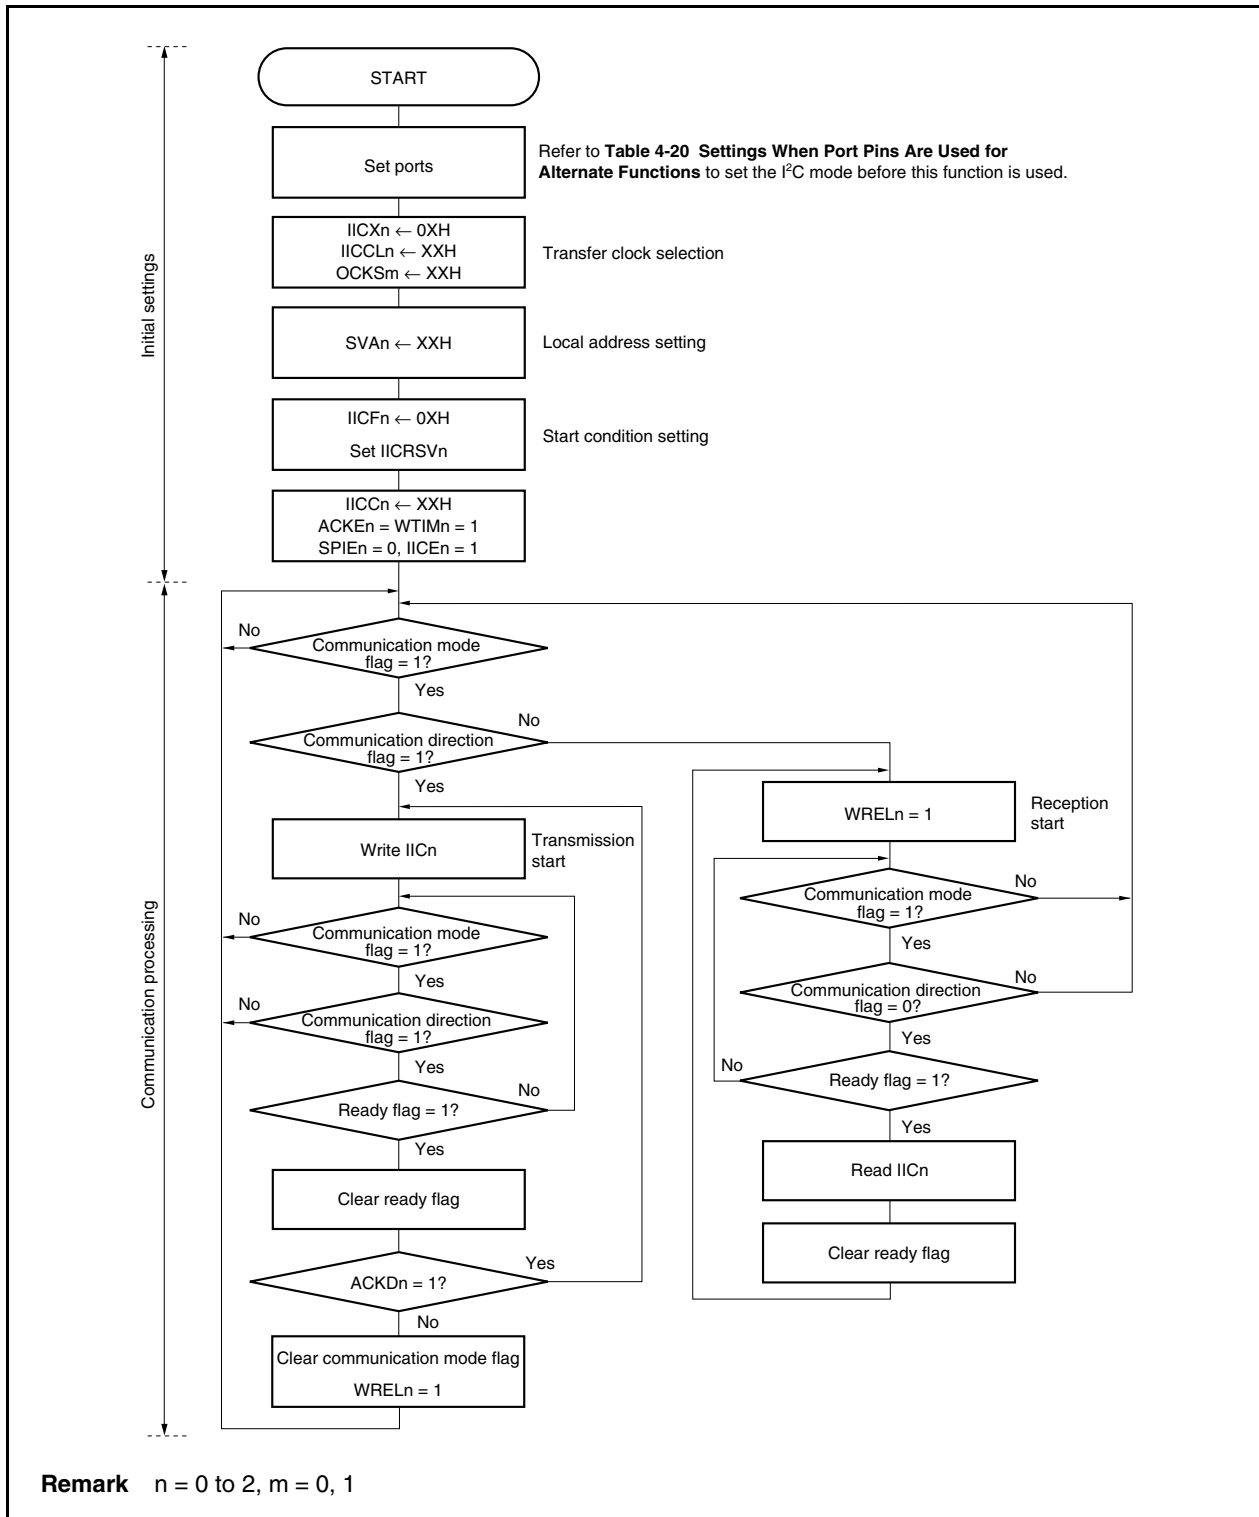 START
Set ports
Refer to Table 4-20 Settings When Port Pins Are Used for
Alternate Functions to set the I²C mode before this function is used.
IICXn ← 0XH
IICCLn ← XXH
OCKSm ← XXH
Transfer clock selection
SVAn ← XXH
Local address setting
IICFn ← 0XH
Set IICRSVn
Start condition setting
IICCn ← XXH
ACKEn = WTIMn = 1
SPIEn = 0, IICEn = 1
Initial settings
Communication mode
flag = 1?
No
Yes
Communication direction
flag = 1?
No
Yes
Write IICn
Transmission
start
Communication mode
flag = 1?
No
Yes
Communication direction
flag = 1?
No
Yes
Ready flag = 1?
No
Yes
Clear ready flag
ACKDn = 1?
Yes
No
Clear communication mode flag
WRELn = 1
WRELn = 1
Reception
start
Communication mode
flag = 1?
No
Yes
Communication direction
flag = 0?
No
Yes
Ready flag = 1?
No
Yes
Read IICn
Clear ready flag
Communication processing
Remark n = 0 to 2, m = 0, 1